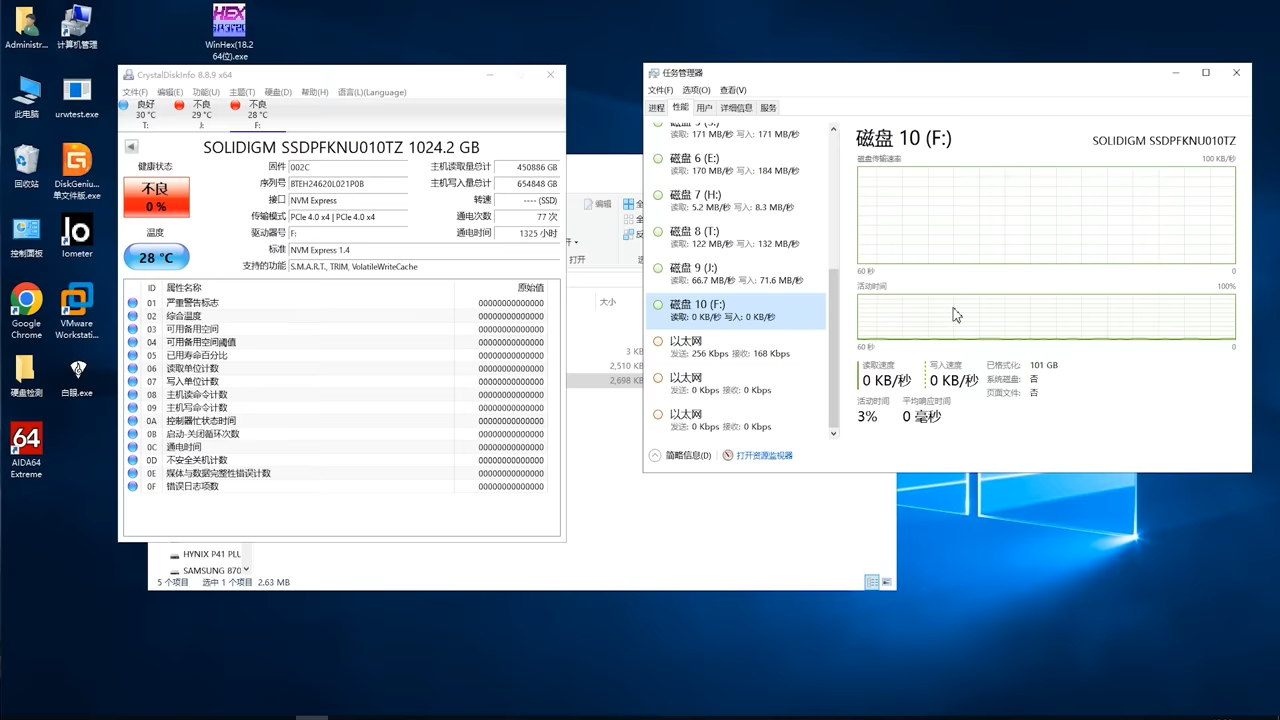 Administr...
计算机管理
WinHex(18.2
64位).exe
此电脑
urwtest.exe
回收站
DiskGeniu...
单文件版.exe
控制面板
Iometer
Google
Chrome
VMware
Workstati...
硬盘检测
白眼.exe
AIDA64
Extreme
CrystalDiskInfo 8.8.9 x64
文件(F) 编辑(E) 功能(U) 主题(T) 硬盘(D) 帮助(H) 语言(L)(Language)
良好 不良 不良
30 °C 29 °C 28 °C
T: J: F:
SOLIDIGM SSDPFKNU010TZ 1024.2 GB
健康状态
不良
0 %
温度
28 °C
固件 002C 主机读取量总计 450886 GB
序列号 BTEH24620L021P0B 主机写入量总计 654848 GB
接口 NVM Express 转速 ---- (SSD)
传输模式 PCIe 4.0 x4 | PCIe 4.0 x4 通电次数 77 次
驱动器号 F: 通电时间 1325 小时
标准 NVM Express 1.4
支持的功能 S.M.A.R.T., TRIM, VolatileWriteCache
ID 属性名称 原始值
01 严重警告标志 00000000000000
02 综合温度 00000000000000
03 可用备用空间 00000000000000
04 可用备用空间阈值 00000000000000
05 已用寿命百分比 00000000000000
06 读取单位计数 00000000000000
07 写入单位计数 00000000000000
08 主机读命令计数 00000000000000
09 主机写命令计数 00000000000000
0A 控制器忙状态时间 00000000000000
0B 启动-关闭循环次数 00000000000000
0C 通电时间 00000000000000
0D 不安全关机计数 00000000000000
0E 媒体与数据完整性错误计数 00000000000000
0F 错误日志项数 00000000000000
编辑
打开
大小
3 KB
2,510 KB
2,698 KB
HYNIX P41 PLU
SAMSUNG 870
5 个项目 选中 1 个项目 2.63 MB
任务管理器
文件(F) 选项(O) 查看(V)
进程 性能 用户 详细信息 服务
读取: 171 MB/秒 写入: 171 MB/秒
磁盘 6 (E:)
读取: 170 MB/秒 写入: 184 MB/秒
磁盘 7 (H:)
读取: 5.2 MB/秒 写入: 8.3 MB/秒
磁盘 8 (T:)
读取: 122 MB/秒 写入: 132 MB/秒
磁盘 9 (J:)
读取: 66.7 MB/秒 写入: 71.6 MB/秒
磁盘 10 (F:)
读取: 0 KB/秒 写入: 0 KB/秒
以太网
发送: 256 Kbps 接收: 168 Kbps
以太网
发送: 0 Kbps 接收: 0 Kbps
以太网
发送: 0 Kbps 接收: 0 Kbps
简略信息(D) 打开资源监视器
磁盘 10 (F:) SOLIDIGM SSDPFKNU010TZ
磁盘传输速率 100 KB/秒
60 秒 0
活动时间 100%
60 秒 0
读取速度 写入速度 已格式化: 101 GB
0 KB/秒 0 KB/秒 系统磁盘: 否
页面文件: 否
活动时间 平均响应时间
3% 0 毫秒